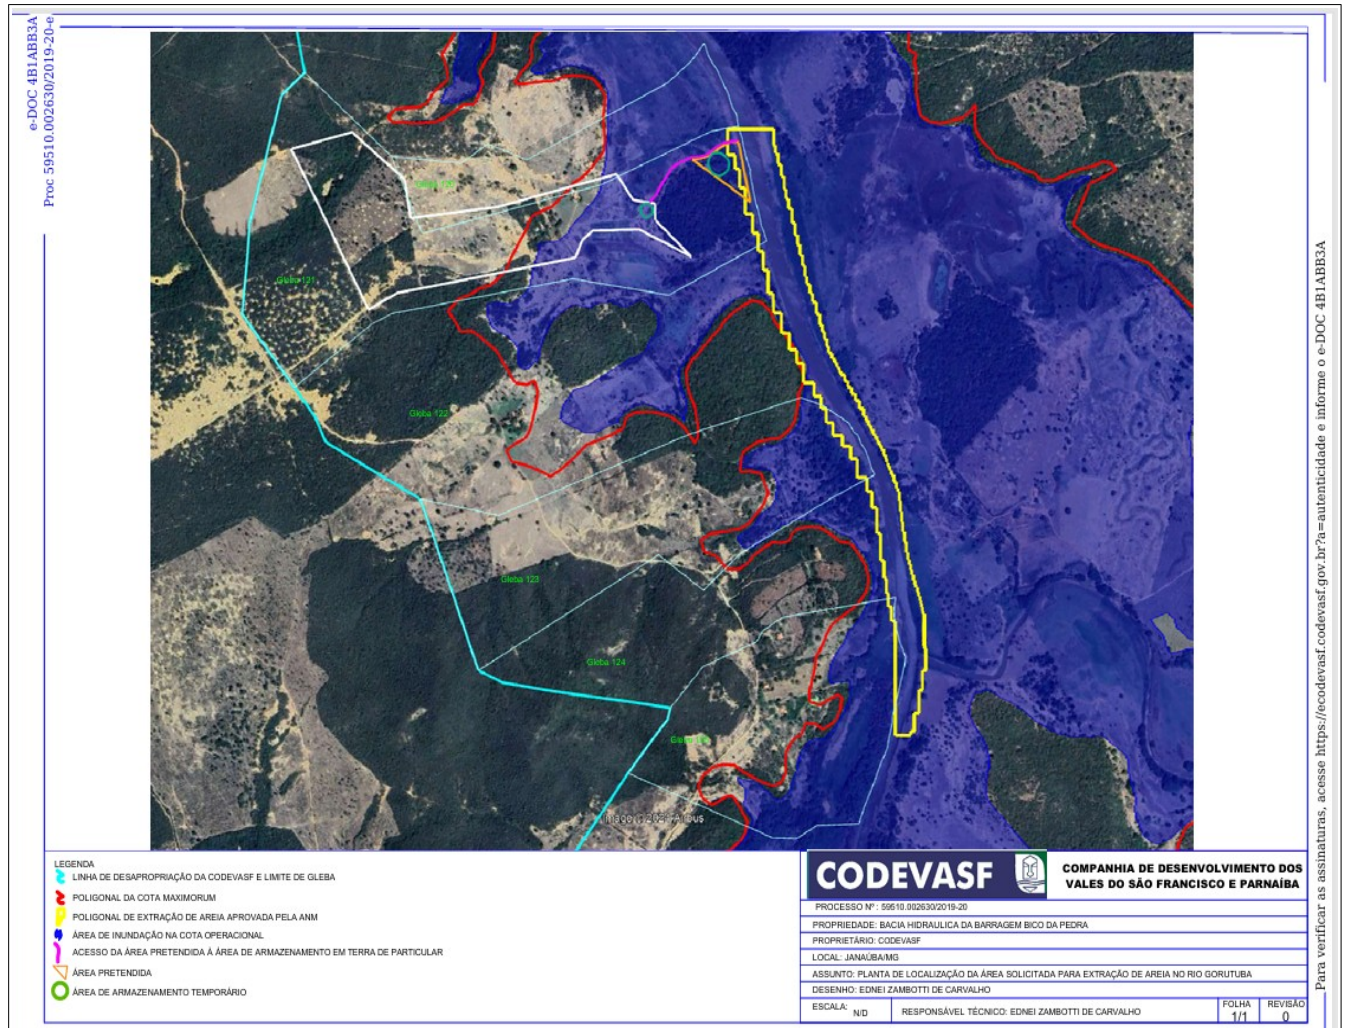 e-DOC 4B1ABB3A
Proc 59510.002630/2019-20-e
Gleba 121
Gleba 122
Gleba 123
Gleba 124
Image © 202 Airbus
LEGENDA
LINHA DE DESAPROPRIAÇÃO DA CODEVASF E LIMITE DE GLEBA
POLIGONAL DA COTA MAXIMORUM
POLIGONAL DE EXTRAÇÃO DE AREIA APROVADA PELA ANM
ÁREA DE INUNDAÇÃO NA COTA OPERACIONAL
ACESSO DA ÁREA PRETENDIDA À ÁREA DE ARMAZENAMENTO EM TERRA DE PARTICULAR
ÁREA PRETENDIDA
ÁREA DE ARMAZENAMENTO TEMPORÁRIO
CODEVASF
COMPANHIA DE DESENVOLVIMENTO DOS
VALES DO SÃO FRANCISCO E PARNAÍBA
PROCESSO Nº : 59510.002630/2019-20
PROPRIEDADE: BACIA HIDRAULICA DA BARRAGEM BICO DA PEDRA
PROPRIETÁRIO: CODEVASF
LOCAL: JANAÚBA/MG
ASSUNTO: PLANTA DE LOCALIZAÇÃO DA ÁREA SOLICITADA PARA EXTRAÇÃO DE AREIA NO RIO GORUTUBA
DESENHO: EDNEI ZAMBOTTI DE CARVALHO
ESCALA: N/D
RESPONSÁVEL TÉCNICO: EDNEI ZAMBOTTI DE CARVALHO
FOLHA
1/1
REVISÃO
0
Para verificar as assinaturas, acesse https://ecodevasf.codevasf.gov.br?a=autenticidade e informe o e-DOC 4B1ABB3A